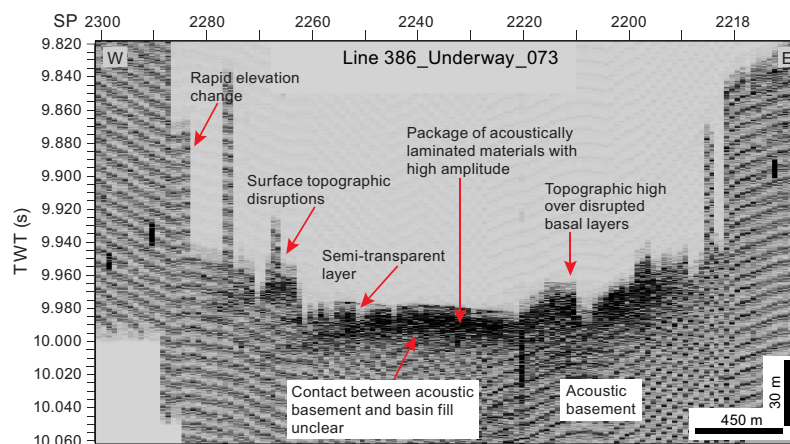 SP 2300 2280 2260 2240 2220 2200 2218
9.820
9.840
9.860
9.880
9.900
9.920
9.940
9.960
9.980
10.000
10.020
10.040
10.060
TWT (s)
W
Line 386_Underway_073
E
Rapid elevation
change
Surface topographic
disruptions
Semi-transparent
layer
Package of acoustically
laminated materials with
high amplitude
Topographic high
over disrupted
basal layers
Contact between acoustic
basement and basin fill
unclear
Acoustic
basement
30 m
450 m